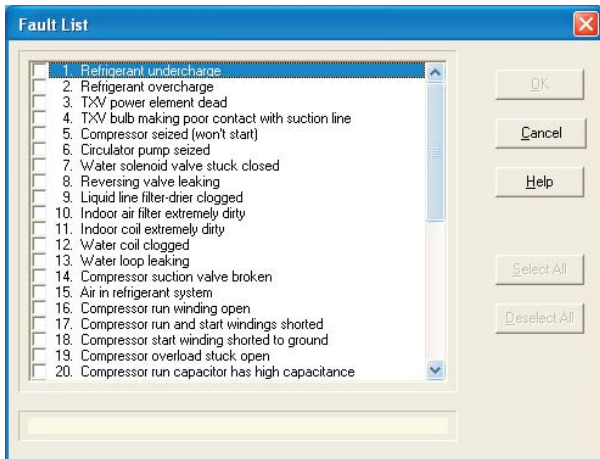 Fault List
1. Refrigerant undercharge
2. Refrigerant overcharge
3. TXV power element dead
4. TXV bulb making poor contact with suction line
5. Compressor seized (won't start)
6. Circulator pump seized
7. Water solenoid valve stuck closed
8. Reversing valve leaking
9. Liquid line filter-drier clogged
10. Indoor air filter extremely dirty
11. Indoor coil extremely dirty
12. Water coil clogged
13. Water loop leaking
14. Compressor suction valve broken
15. Air in refrigerant system
16. Compressor run winding open
17. Compressor run and start windings shorted
18. Compressor start winding shorted to ground
19. Compressor overload stuck open
20. Compressor run capacitor has high capacitance
OK
Cancel
Help
Select All
Deselect All